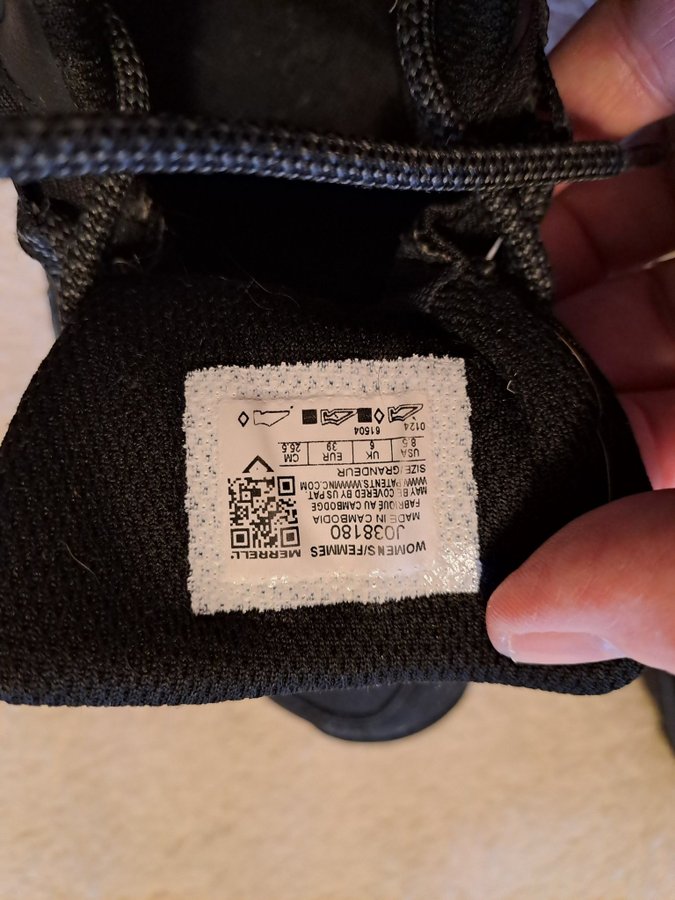 WOMEN'S/FEMMES
J038180
MADE IN CAMBODIA
FABRIQUÉ AU CAMBODGE
MAY BE COVERED BY US PAT
WWW.PATENTS.WWWINC.COM
SIZE/GRANDEUR
USA UK EUR CM
8.5 6 39 25.5
61504
0124
MERRELL